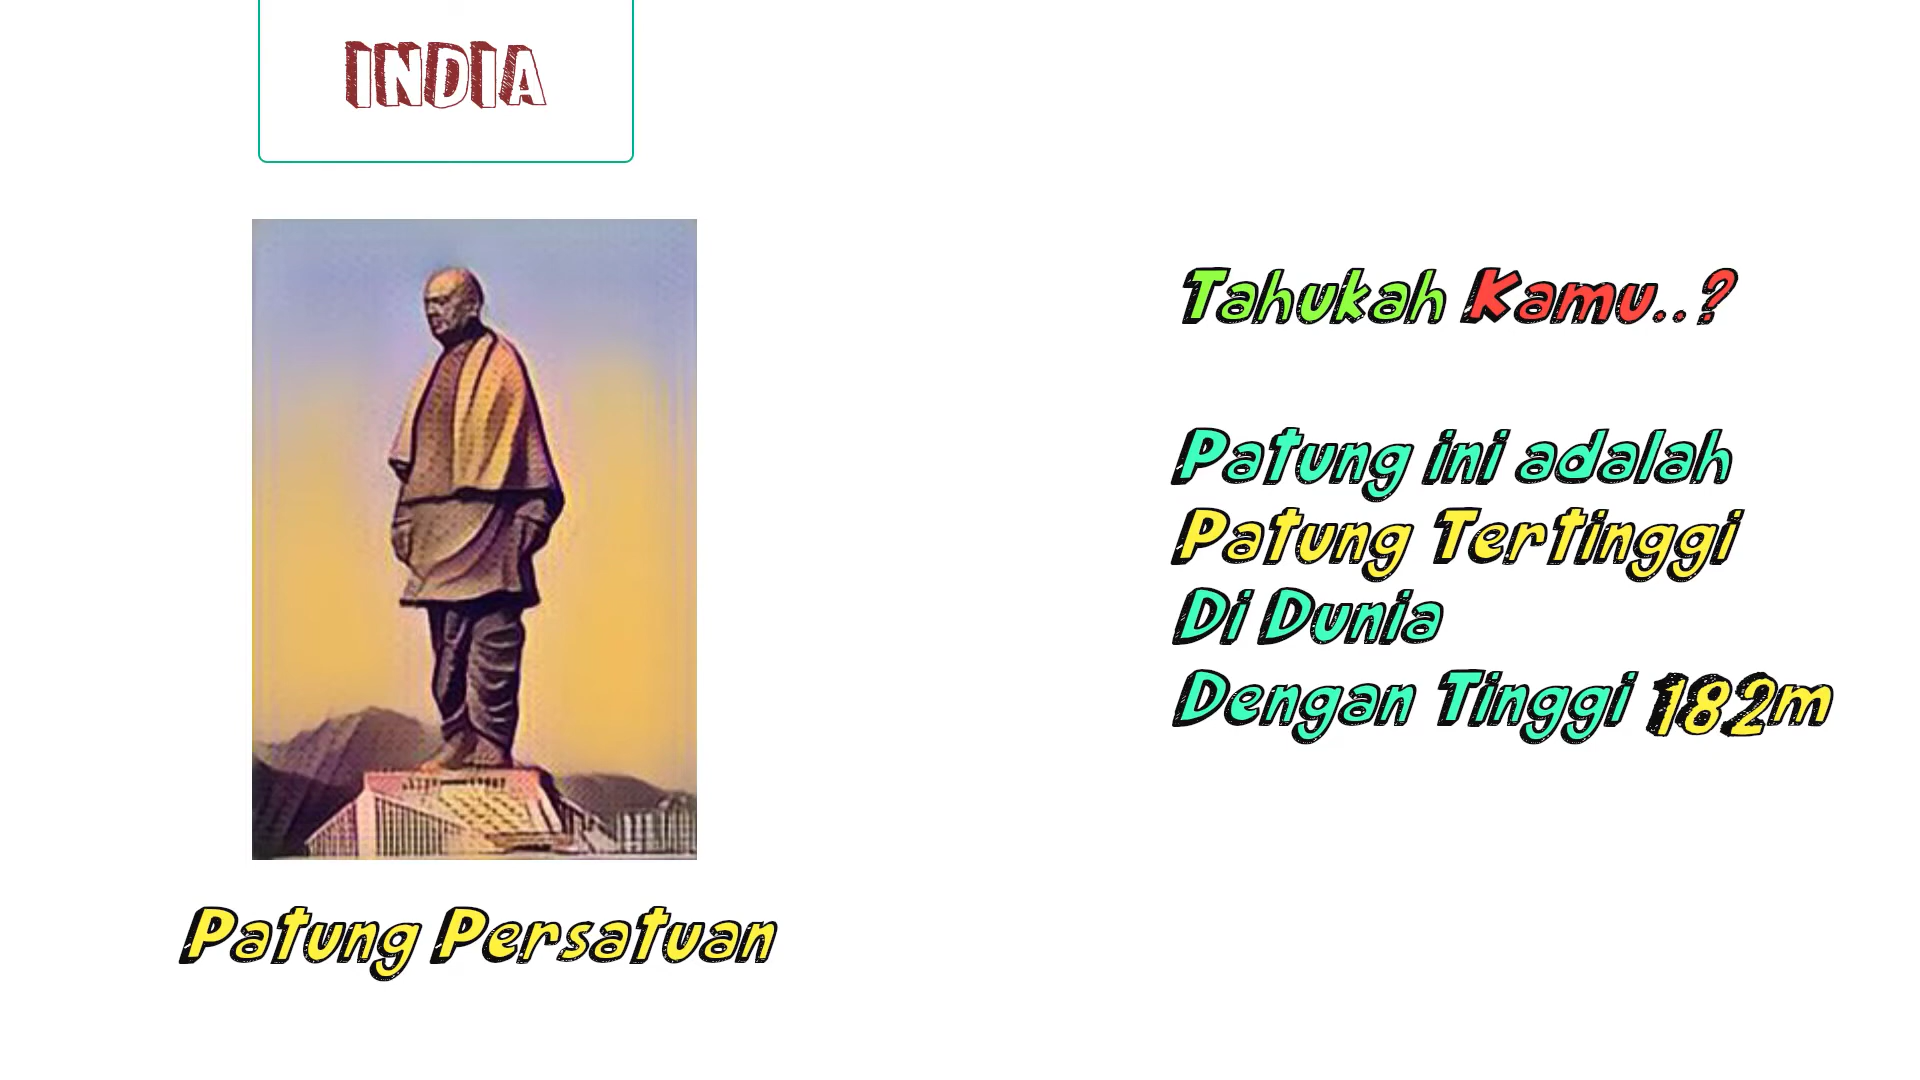 INDIA
Patung Persatuan
Tahukah Kamu..?
Patung ini adalah
Patung Tertinggi
Di Dunia
Dengan Tinggi 182m